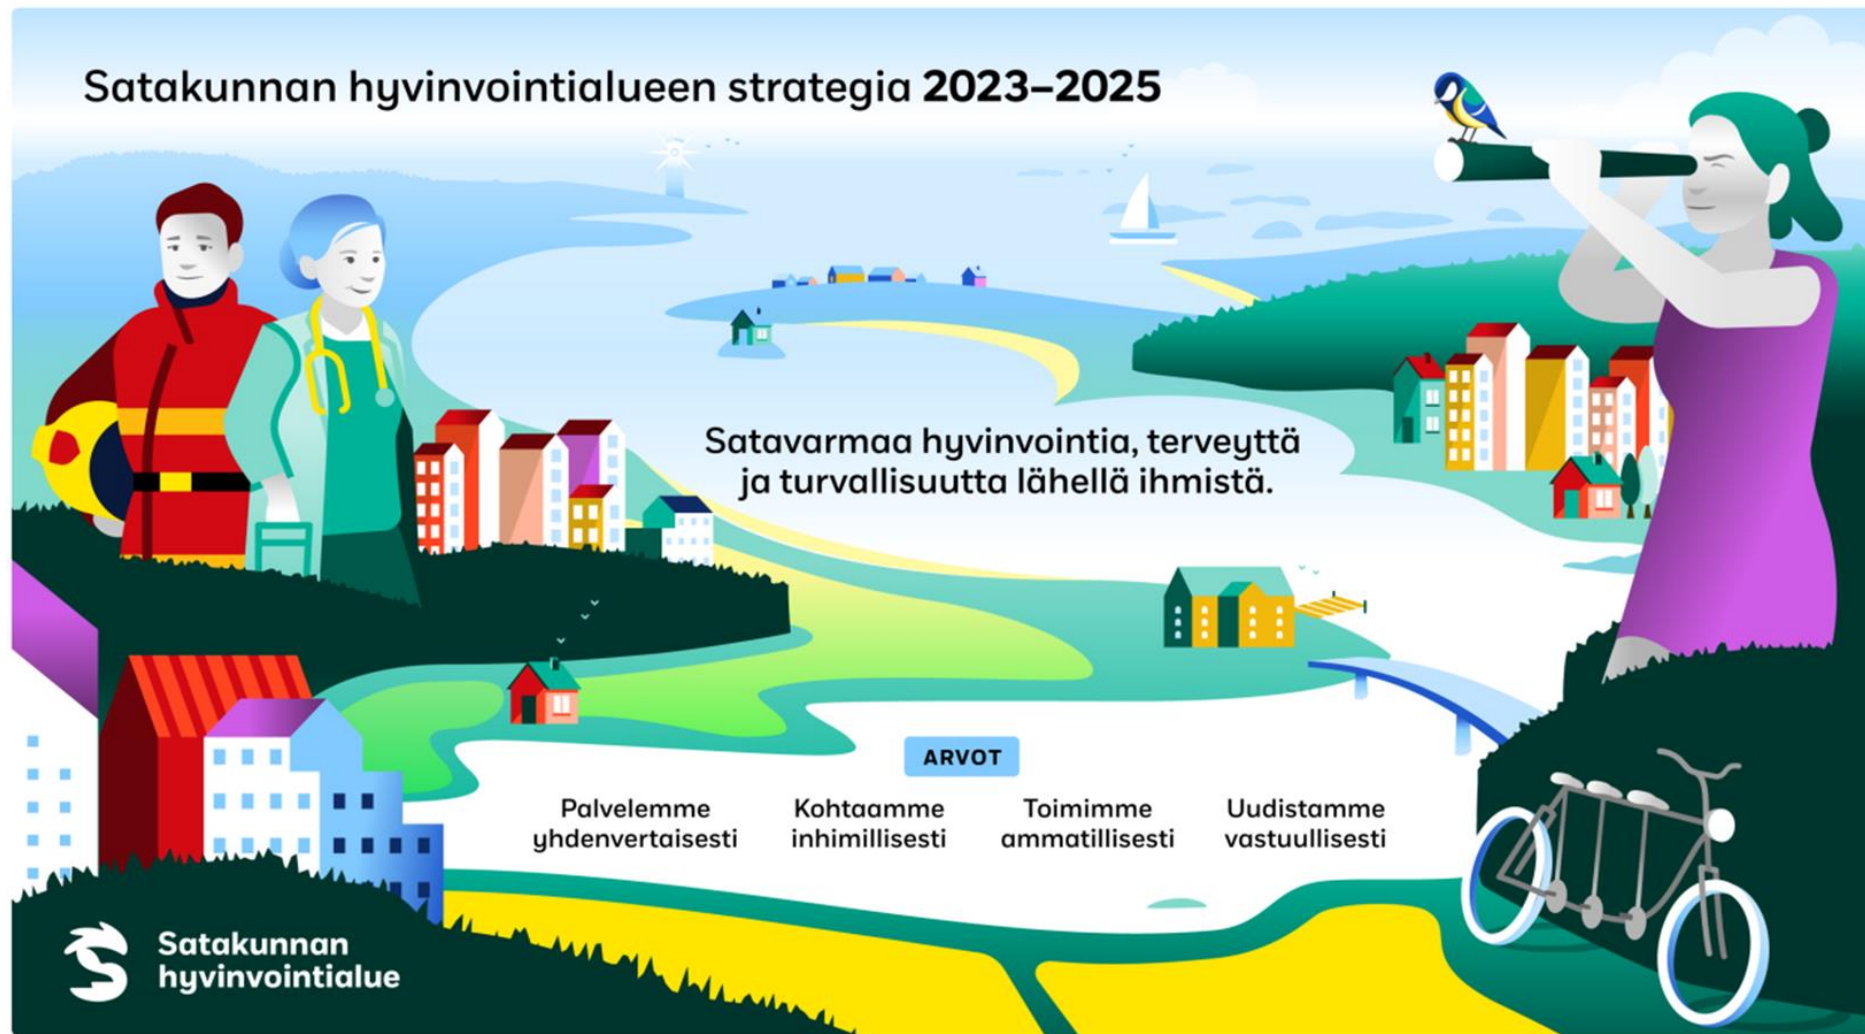 Satakunnan hyvinvointialueen strategia 2023–2025
Satavarmaa hyvinvointia, terveyttä
ja turvallisuutta lähellä ihmistä.
ARVOT
Palvelemme
yhdenvertaisesti
Kohtaamme
inhimillisesti
Toimimme
ammatillisesti
Uudistamme
vastuullisesti
Satakunnan
hyvinvointialue